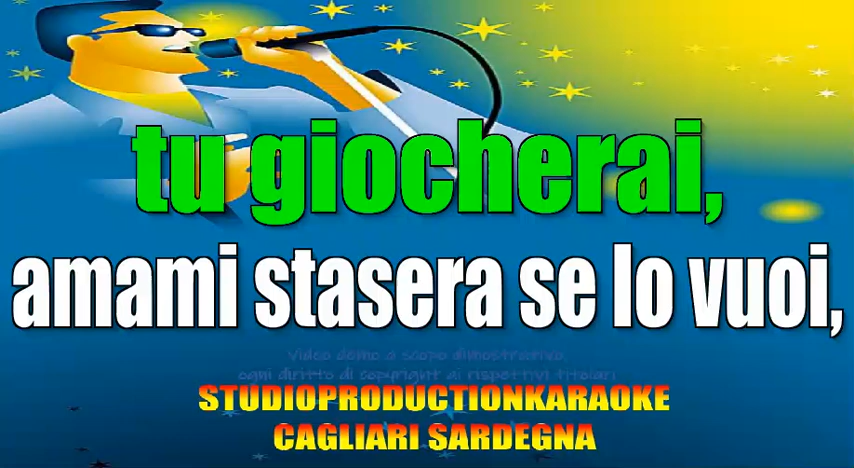 tu giocherai,
amami stasera se lo vuoi,
Video demo a scopo dimostrativo,
ogni diritto di copyright ai rispettivi titolari
STUDIOPRODUCTIONKARAOKE
CAGLIARI SARDEGNA